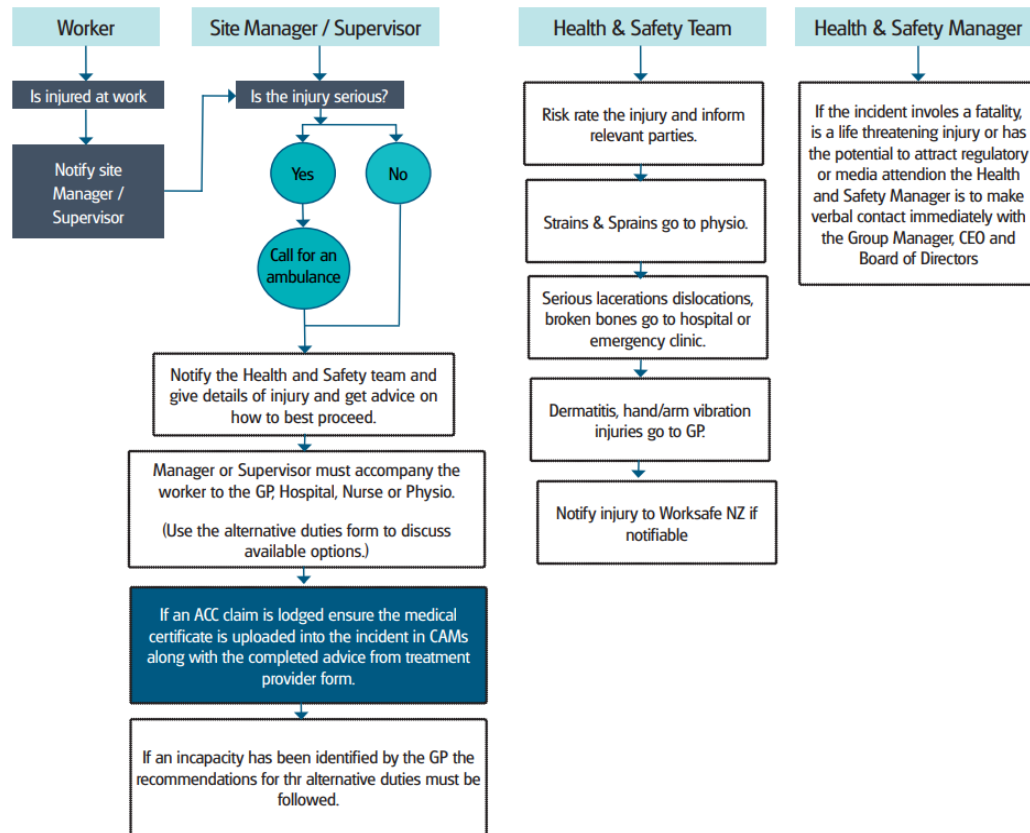 Worker
Is injured at work
Notify site
Manager /
Supervisor
Site Manager / Supervisor
Is the injury serious?
Yes
No
Call for an
ambulance
Notify the Health and Safety team and
give details of injury and get advice on
how to best proceed.
Manager or Supervisor must accompany the
worker to the GP, Hospital, Nurse or Physio.
(Use the alternative duties form to discuss
available options.)
If an ACC claim is lodged ensure the medical
certificate is uploaded into the incident in CAMs
along with the completed advice from treatment
provider form.
If an incapacity has been identified by the GP the
recommendations for thr alternative duties must be
followed.
Health & Safety Team
Risk rate the injury and inform
relevant parties.
Strains & Sprains go to physio.
Serious lacerations dislocations,
broken bones go to hospital or
emergency clinic.
Dermatitis, hand/arm vibration
injuries go to GP.
Notify injury to Worksafe NZ if
notifiable
Health & Safety Manager
If the incident involes a fatality,
is a life threatening injury or has
the potential to attract regulatory
or media attendion the Health
and Safety Manager is to make
verbal contact immediately with
the Group Manager, CEO and
Board of Directors